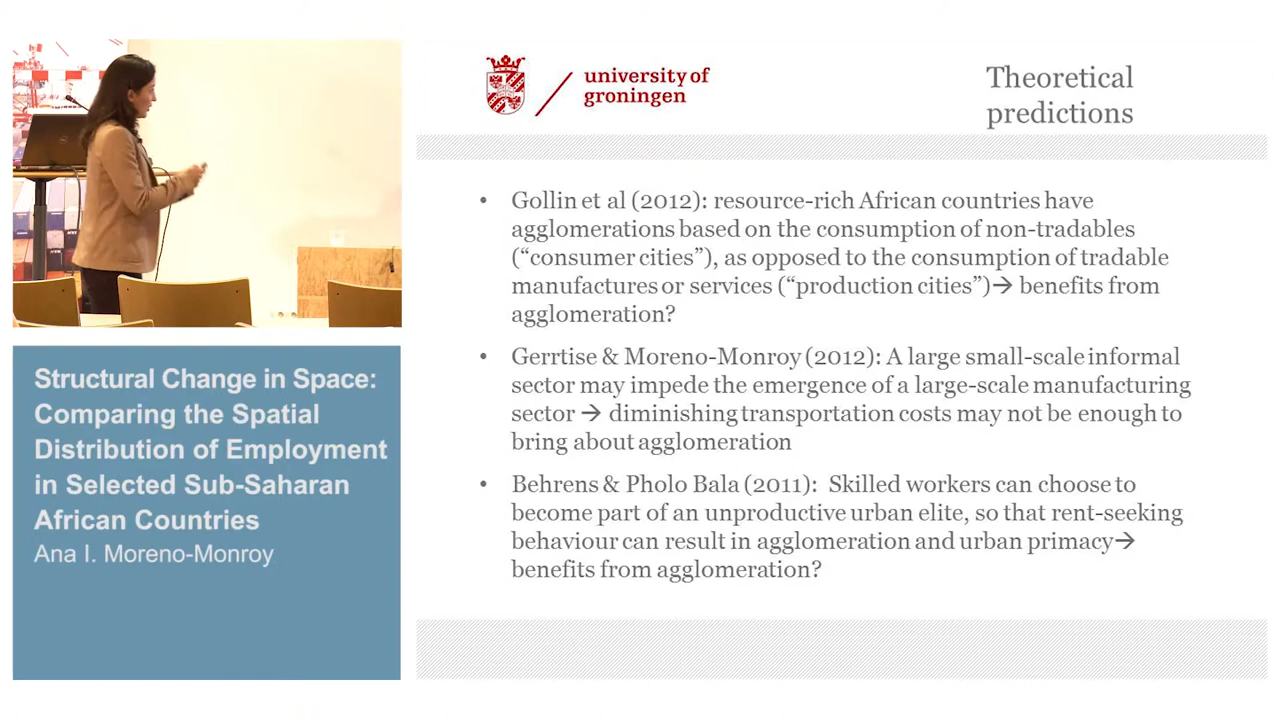 university of
groningen
Theoretical
predictions
• Gollin et al (2012): resource-rich African countries have
agglomerations based on the consumption of non-tradables
(“consumer cities”), as opposed to the consumption of tradable
manufactures or services (“production cities”)→ benefits from
agglomeration?
• Gerrtise & Moreno-Monroy (2012): A large small-scale informal
sector may impede the emergence of a large-scale manufacturing
sector → diminishing transportation costs may not be enough to
bring about agglomeration
• Behrens & Pholo Bala (2011):  Skilled workers can choose to
become part of an unproductive urban elite, so that rent-seeking
behaviour can result in agglomeration and urban primacy→
benefits from agglomeration?
Structural Change in Space:
Comparing the Spatial
Distribution of Employment
in Selected Sub-Saharan
African Countries
Ana I. Moreno-Monroy